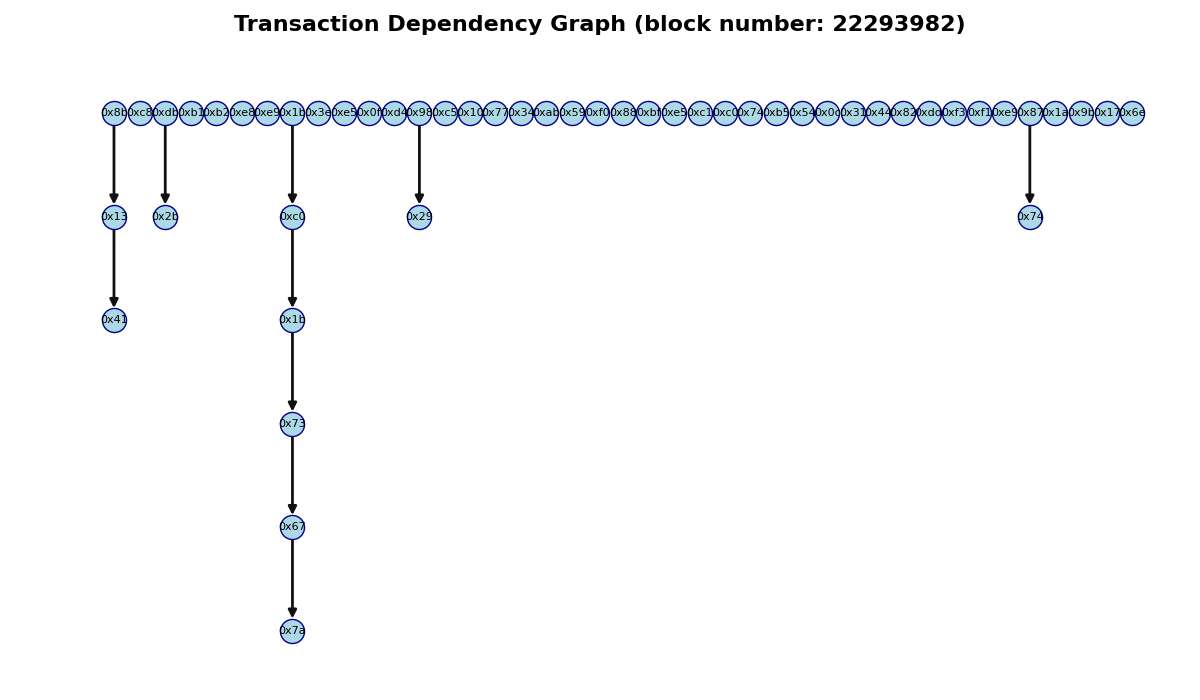 Transaction Dependency Graph (block number: 22293982)
0x8b 0xc8 0xdb 0xb1 0xb2 0xe8 0xe9 0x1b 0x3e 0xe5 0x0f 0xd4 0x98 0xc5 0x10 0x77 0x34 0xab 0x59 0xf0 0x88 0xbf 0xe5 0xc1 0xc0 0x74 0xb5 0x54 0x0c 0x31 0x44 0x82 0xdd 0xf3 0xf1 0xe9 0x87 0x1a 0x9b 0x17 0x6e
0x13 0x2b 0xc0 0x29 0x74
0x41 0x1b
0x73
0x67
0x7a